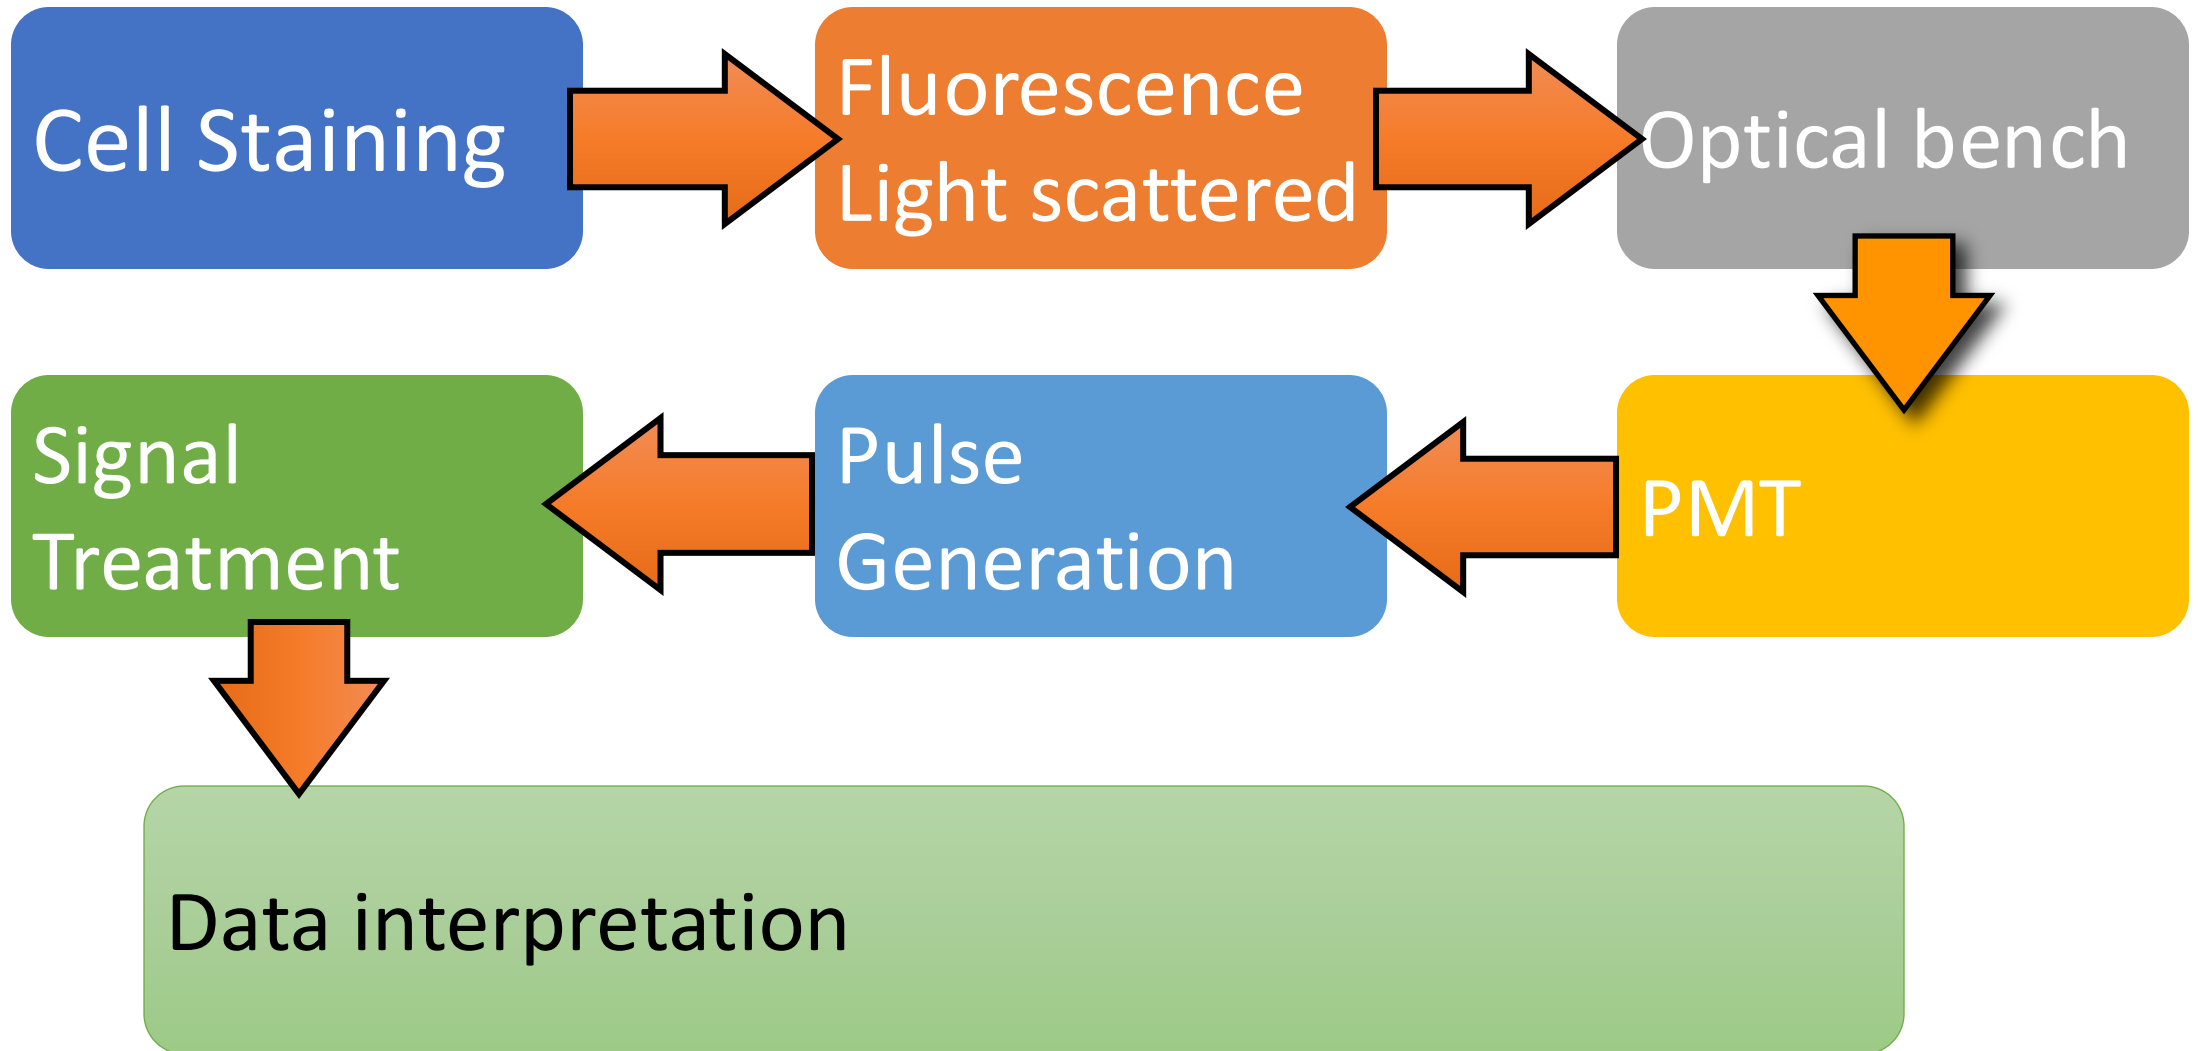 Cell Staining
Fluorescence
Light scattered
Optical bench
PMT
Pulse
Generation
Signal
Treatment
Data interpretation